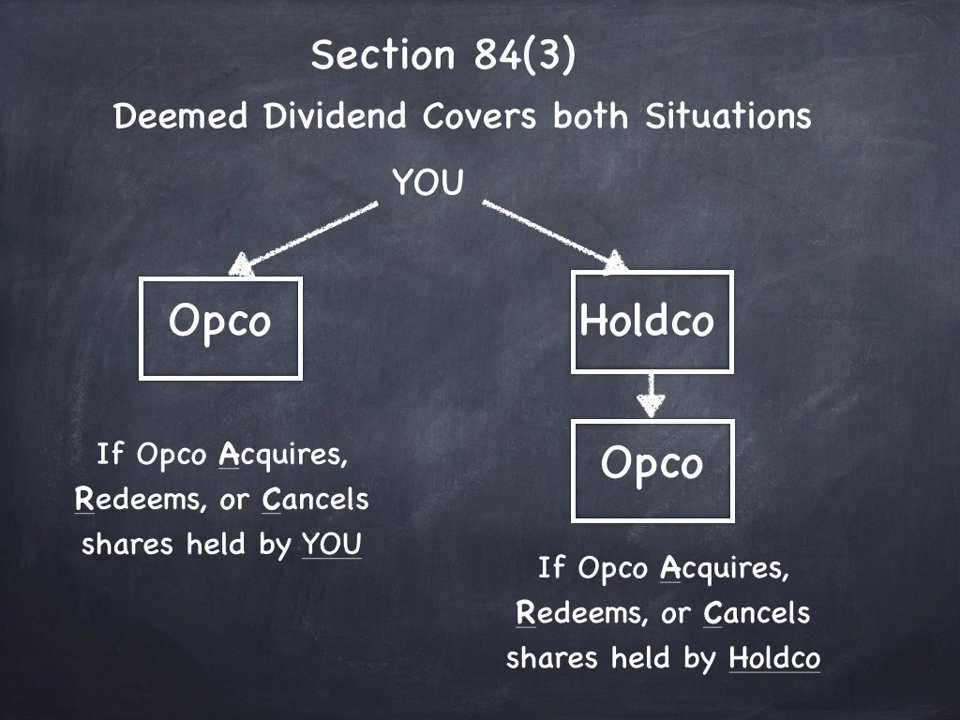 Section 84(3)
Deemed Dividend Covers both Situations
YOU
Opco
If Opco Acquires,
Redeems, or Cancels
shares held by YOU
Holdco
Opco
If Opco Acquires,
Redeems, or Cancels
shares held by Holdco